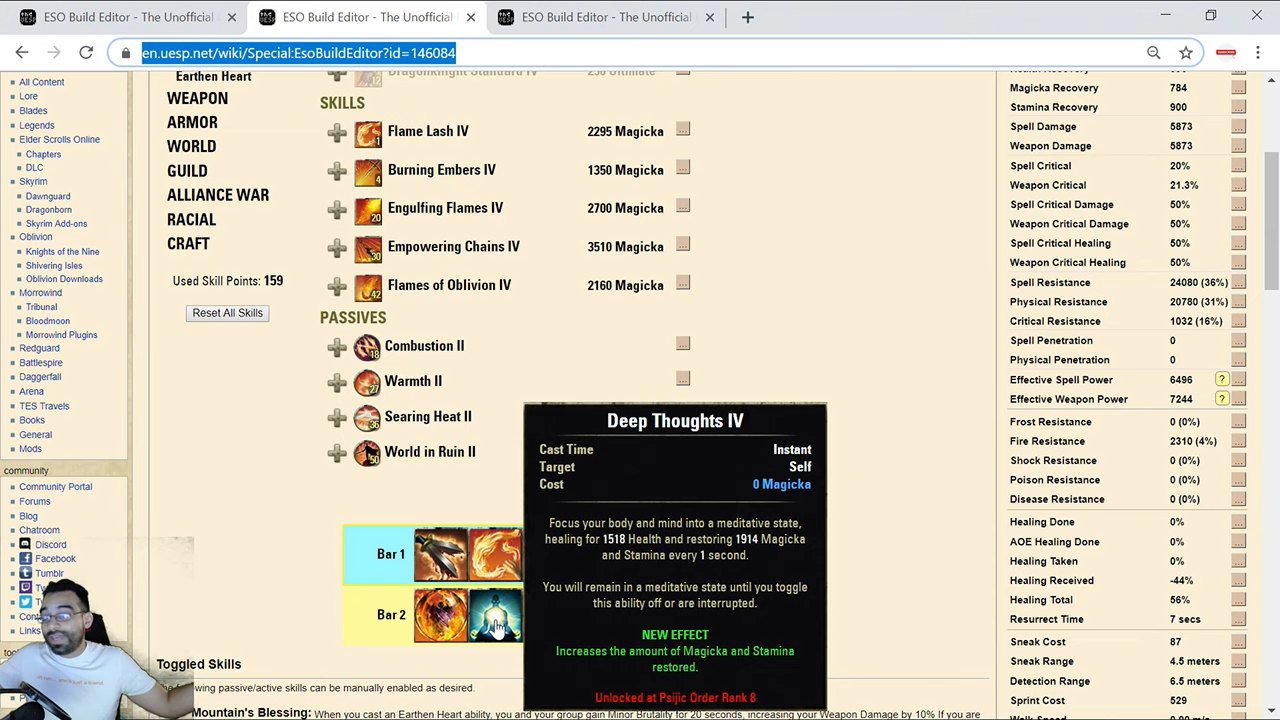 ESO Build Editor - The Unofficial
ESO Build Editor - The Unofficial
ESO Build Editor - The Unofficial
en.uesp.net/wiki/Special:EsoBuildEditor?id=146084
All Content
Lore
Blades
Legends
Elder Scrolls Online
Chapters
DLC
Skyrim
Dawnguard
Dragonborn
Skyrim Add-ons
Oblivion
Knights of the Nine
Shivering Isles
Oblivion Downloads
Morrowind
Tribunal
Bloodmoon
Morrowind Plugins
Redguard
Battlespire
Daggerfall
Arena
TES Travels
Books
General
Mods
community
Community Portal
Forums
Blog
Chatroom
Discord
Facebook
Tumblr
Links
Earthen Heart
WEAPON
ARMOR
WORLD
GUILD
ALLIANCE WAR
RACIAL
CRAFT
Used Skill Points: 159
Reset All Skills
Dragonknight Standard IV 250 Ultimate
SKILLS
Flame Lash IV 2295 Magicka
Burning Embers IV 1350 Magicka
Engulfing Flames IV 2700 Magicka
Empowering Chains IV 3510 Magicka
Flames of Oblivion IV 2160 Magicka
PASSIVES
Combustion II
Warmth II
Searing Heat II
World in Ruin II
Bar 1
Bar 2
Deep Thoughts IV
Cast Time Instant
Target Self
Cost 0 Magicka
Focus your body and mind into a meditative state,
healing for 1518 Health and restoring 1914 Magicka
and Stamina every 1 second.
You will remain in a meditative state until you toggle
this ability off or are interrupted.
NEW EFFECT
Increases the amount of Magicka and Stamina
restored.
Unlocked at Psijic Order Rank 8
Toggled Skills
wing passive/active skills can be manually enabled as desired.
Mountain's Blessing: When you cast an Earthen Heart ability, you and your group gain Minor Brutality for 20 seconds, increasing your Weapon Damage by 10% If you are
Magicka Recovery 784
Stamina Recovery 900
Spell Damage 5873
Weapon Damage 5873
Spell Critical 20%
Weapon Critical 21.3%
Spell Critical Damage 50%
Weapon Critical Damage 50%
Spell Critical Healing 50%
Weapon Critical Healing 50%
Spell Resistance 24080 (36%)
Physical Resistance 20780 (31%)
Critical Resistance 1032 (16%)
Spell Penetration 0
Physical Penetration 0
Effective Spell Power 6496 ?
Effective Weapon Power 7244 ?
Frost Resistance 0 (0%)
Fire Resistance 2310 (4%)
Shock Resistance 0 (0%)
Poison Resistance 0 (0%)
Disease Resistance 0 (0%)
Healing Done 0%
AOE Healing Done 0%
Healing Taken 0%
Healing Received -44%
Healing Total 56%
Resurrect Time 7 secs
Sneak Cost 87
Sneak Range 4.5 meters
Detection Range 6.5 meters
Sprint Cost 529